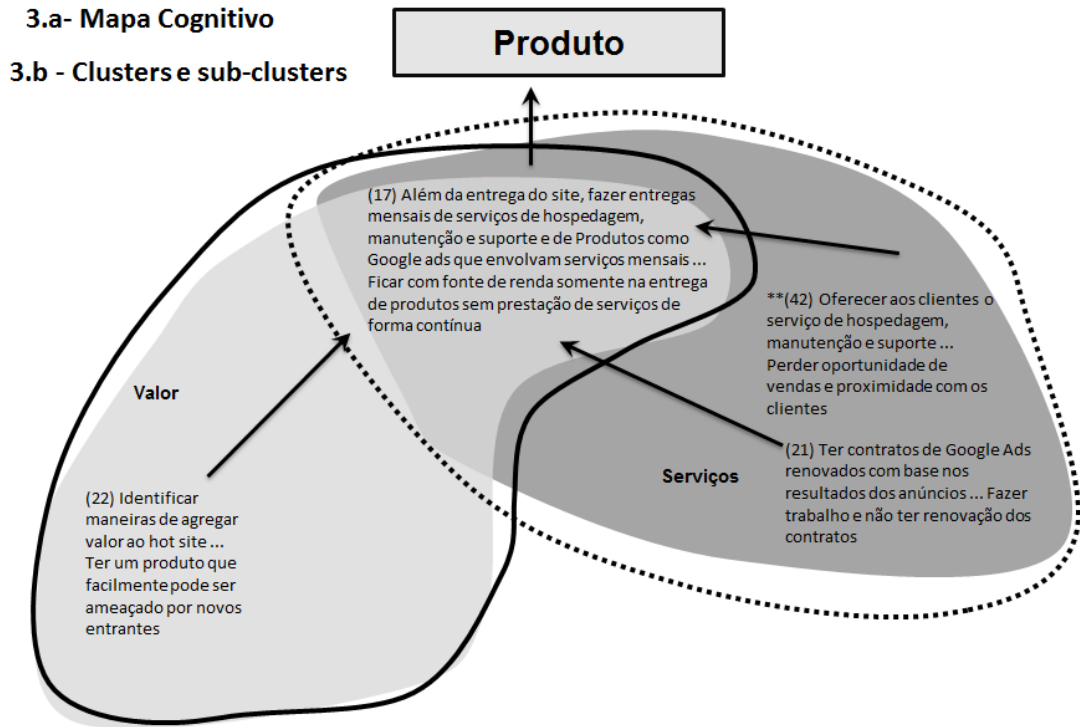 3.a- Mapa Cognitivo
3.b - Clusters e sub-clusters
Produto
(17) Além da entrega do site, fazer entregas
mensais de serviços de hospedagem,
manutenção e suporte e de Produtos como
Google ads que envolvam serviços mensais ...
Ficar com fonte de renda somente na entrega
de produtos sem prestação de serviços de
forma contínua
**(42) Oferecer aos clientes o
serviço de hospedagem,
manutenção e suporte ...
Perder oportunidade de
vendas e proximidade com os
clientes
Valor
(21) Ter contratos de Google Ads
renovados com base nos
resultados dos anúncios ... Fazer
trabalho e não ter renovação dos
contratos
Serviços
(22) Identificar
maneiras de agregar
valor ao hot site ...
Ter um produto que
facilmente pode ser
ameaçado por novos
entrantes